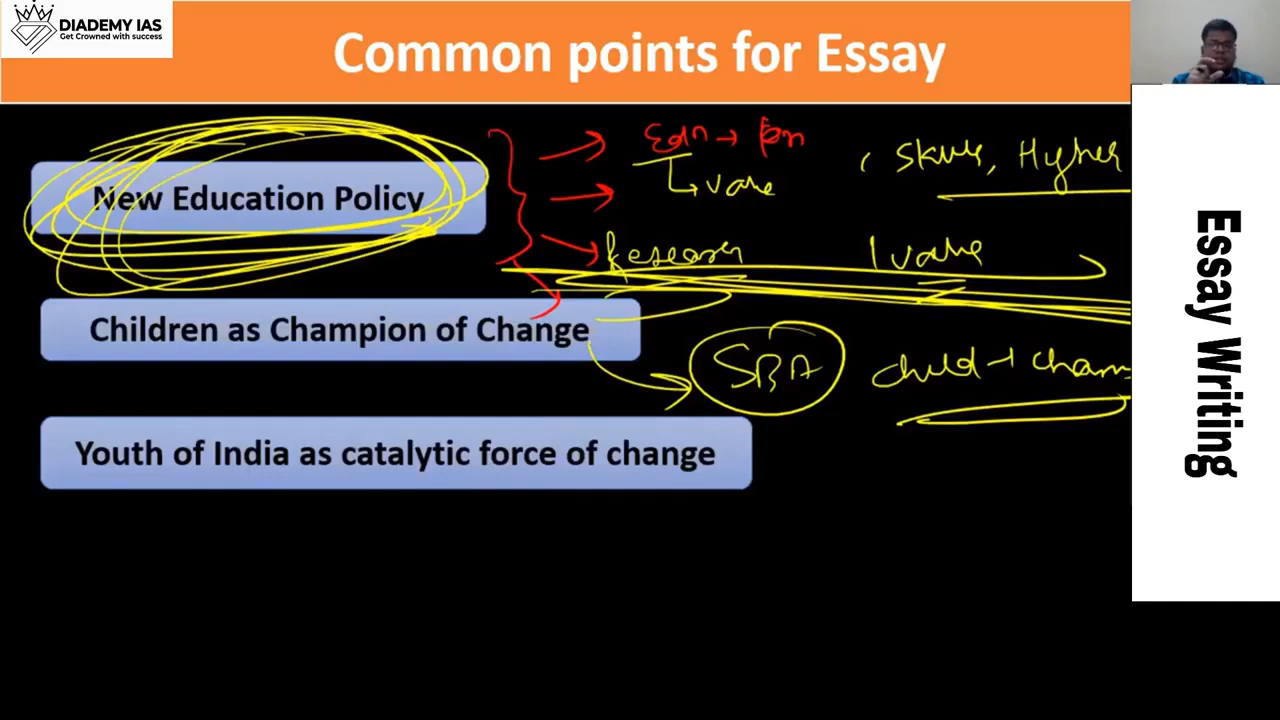 DIADEMY IAS
Get Crowned with success
Common points for Essay
New Education Policy
Edn →
↳ value
Skills, Higher
Research
value
Children as Champion of Change
SBA
child → cham
Youth of India as catalytic force of change
Essay Writing